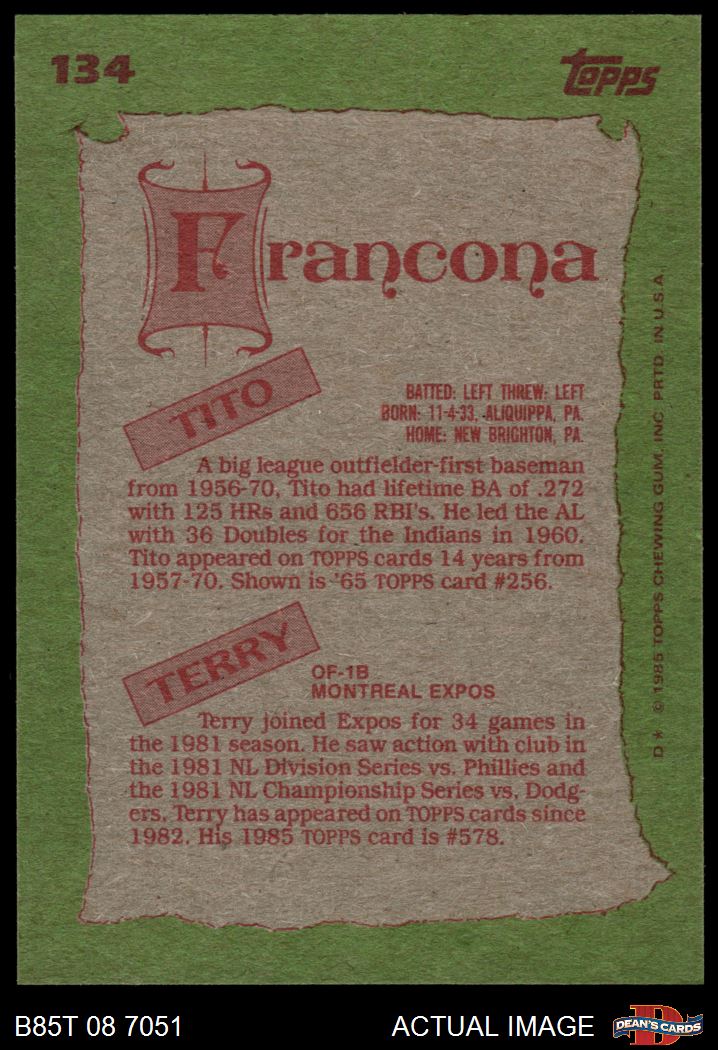 134
TOPPS
Francona
TITO
BATTED: LEFT THREW: LEFT
BORN: 11-4-33, ALIQUIPPA, PA.
HOME: NEW BRIGHTON, PA.
A big league outfielder-first baseman
from 1956-70, Tito had lifetime BA of .272
with 125 HRs and 656 RBI's. He led the AL
with 36 Doubles for the Indians in 1960.
Tito appeared on TOPPS cards 14 years from
1957-70. Shown is '65 TOPPS card #256.
TERRY
OF-1B
MONTREAL EXPOS
Terry joined Expos for 34 games in
the 1981 season. He saw action with club in
the 1981 NL Division Series vs. Phillies and
the 1981 NL Championship Series vs. Dodg-
ers. Terry has appeared on TOPPS cards since
1982. His 1985 TOPPS card is #578.
D* © 1985 TOPPS CHEWING GUM, INC. PRTD. IN U.S.A.
B85T 08 7051
ACTUAL IMAGE
D
DEAN'S CARDS